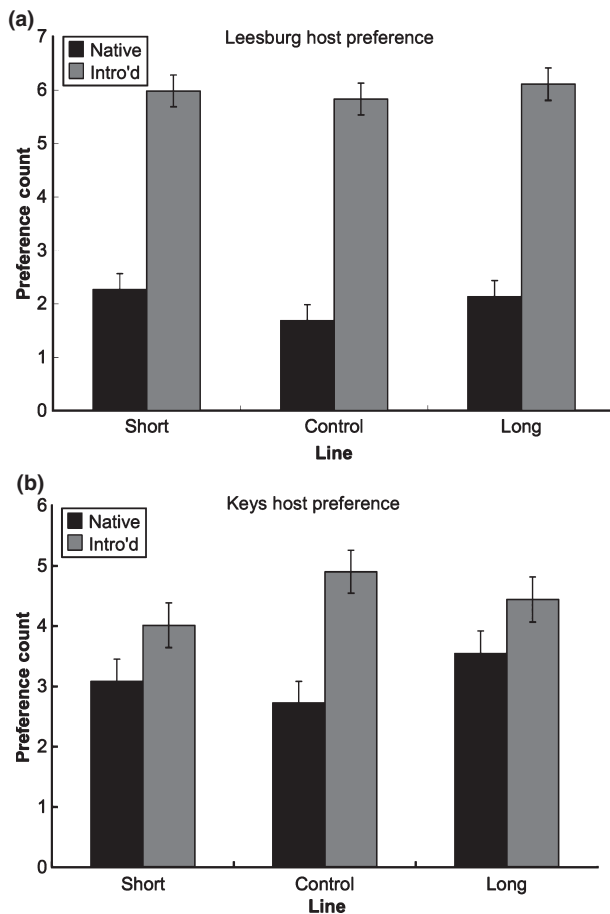 (a)
Leesburg host preference
Native
Intro'd
7
6
5
4
3
2
1
0
Preference count
Short Control Long
Line
(b)
Keys host preference
Native
Intro'd
6
5
4
3
2
1
0
Preference count
Short Control Long
Line